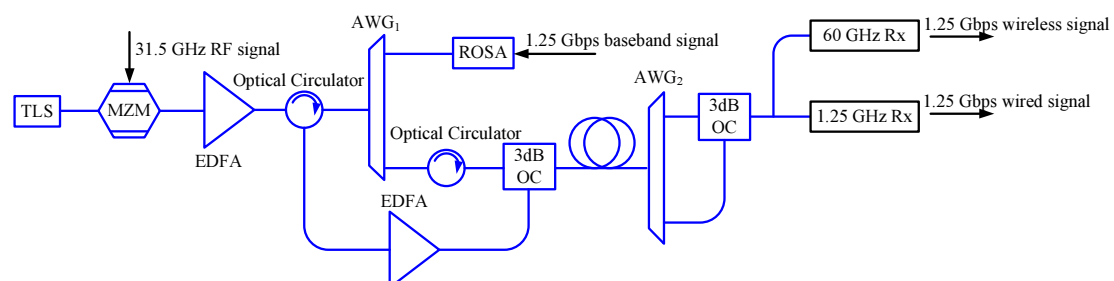 AWG1
31.5 GHz RF signal
1.25 Gbps baseband signal
ROSA
60 GHz Rx
1.25 Gbps wireless signal
Optical Circulator
AWG2
TLS
MZM
3dB
OC
1.25 GHz Rx
1.25 Gbps wired signal
Optical Circulator
EDFA
3dB
OC
EDFA